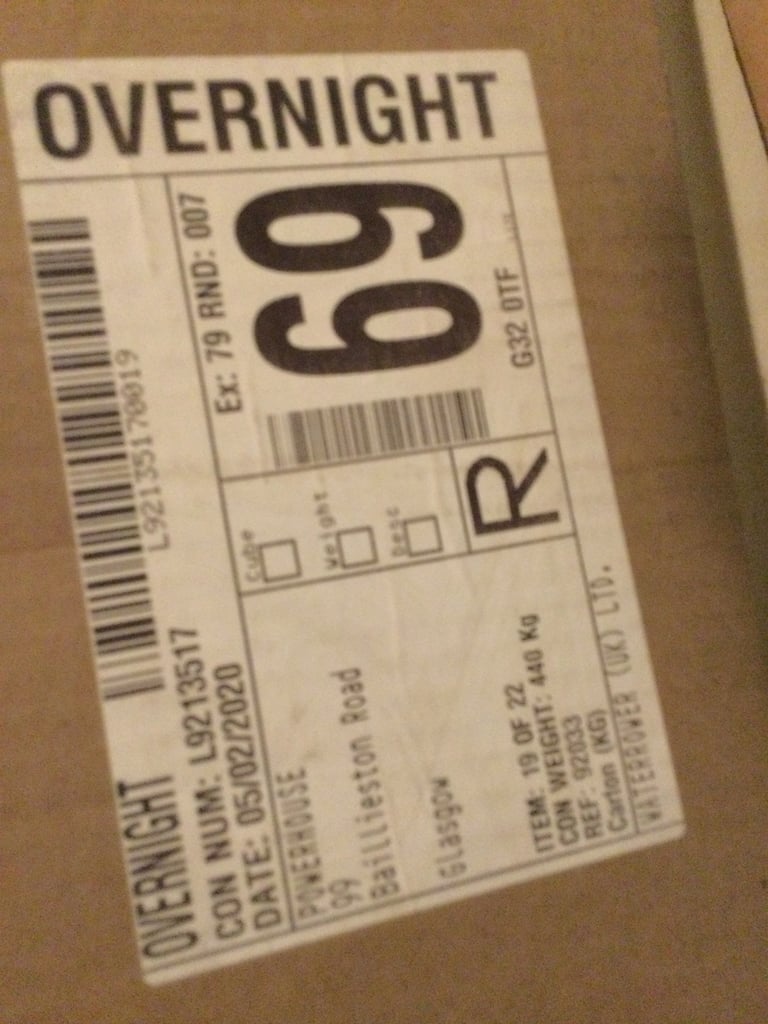 OVERNIGHT
OVERNIGHT
L92135170019
CON NUM: L9213517
DATE: 05/02/2020
Ex: 79 RND: 007
69
G32 0TF
Cube
Weight
Desc
R
POWERHOUSE
99
Baillieston Road
Glasgow
ITEM: 19 OF 22
CON WEIGHT: 440 Kg
REF: 92033
Carton (KG)
WATERROWER (UK) LTD.